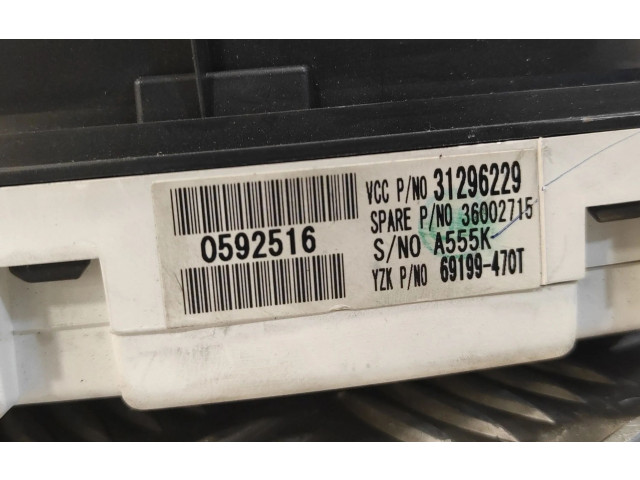 0592516
VCC P/NO 31296229
SPARE P/NO 36002715
S/NO A555K
YZK P/NO 69199-470T